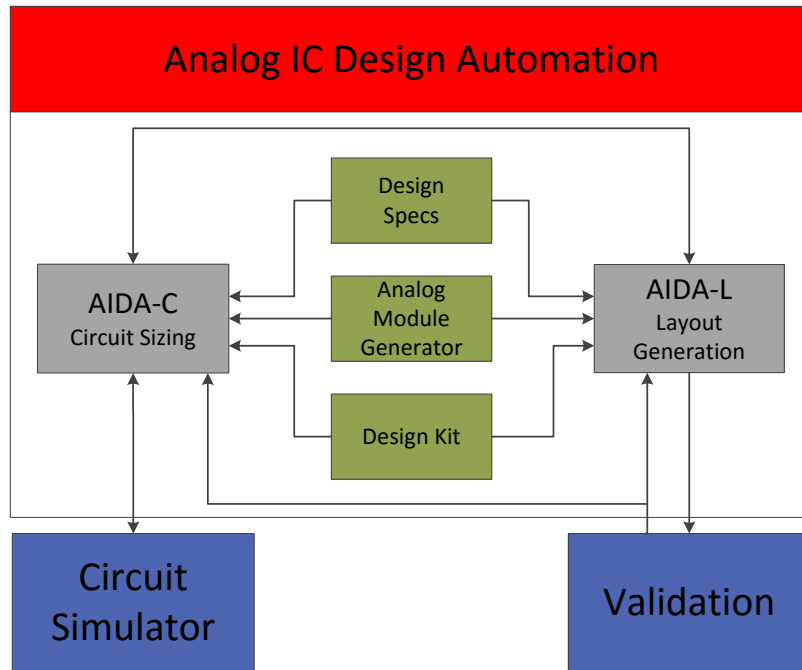 Analog IC Design Automation
Design
Specs
AIDA-C
Circuit Sizing
Analog
Module
Generator
AIDA-L
Layout
Generation
Design Kit
Circuit
Simulator
Validation